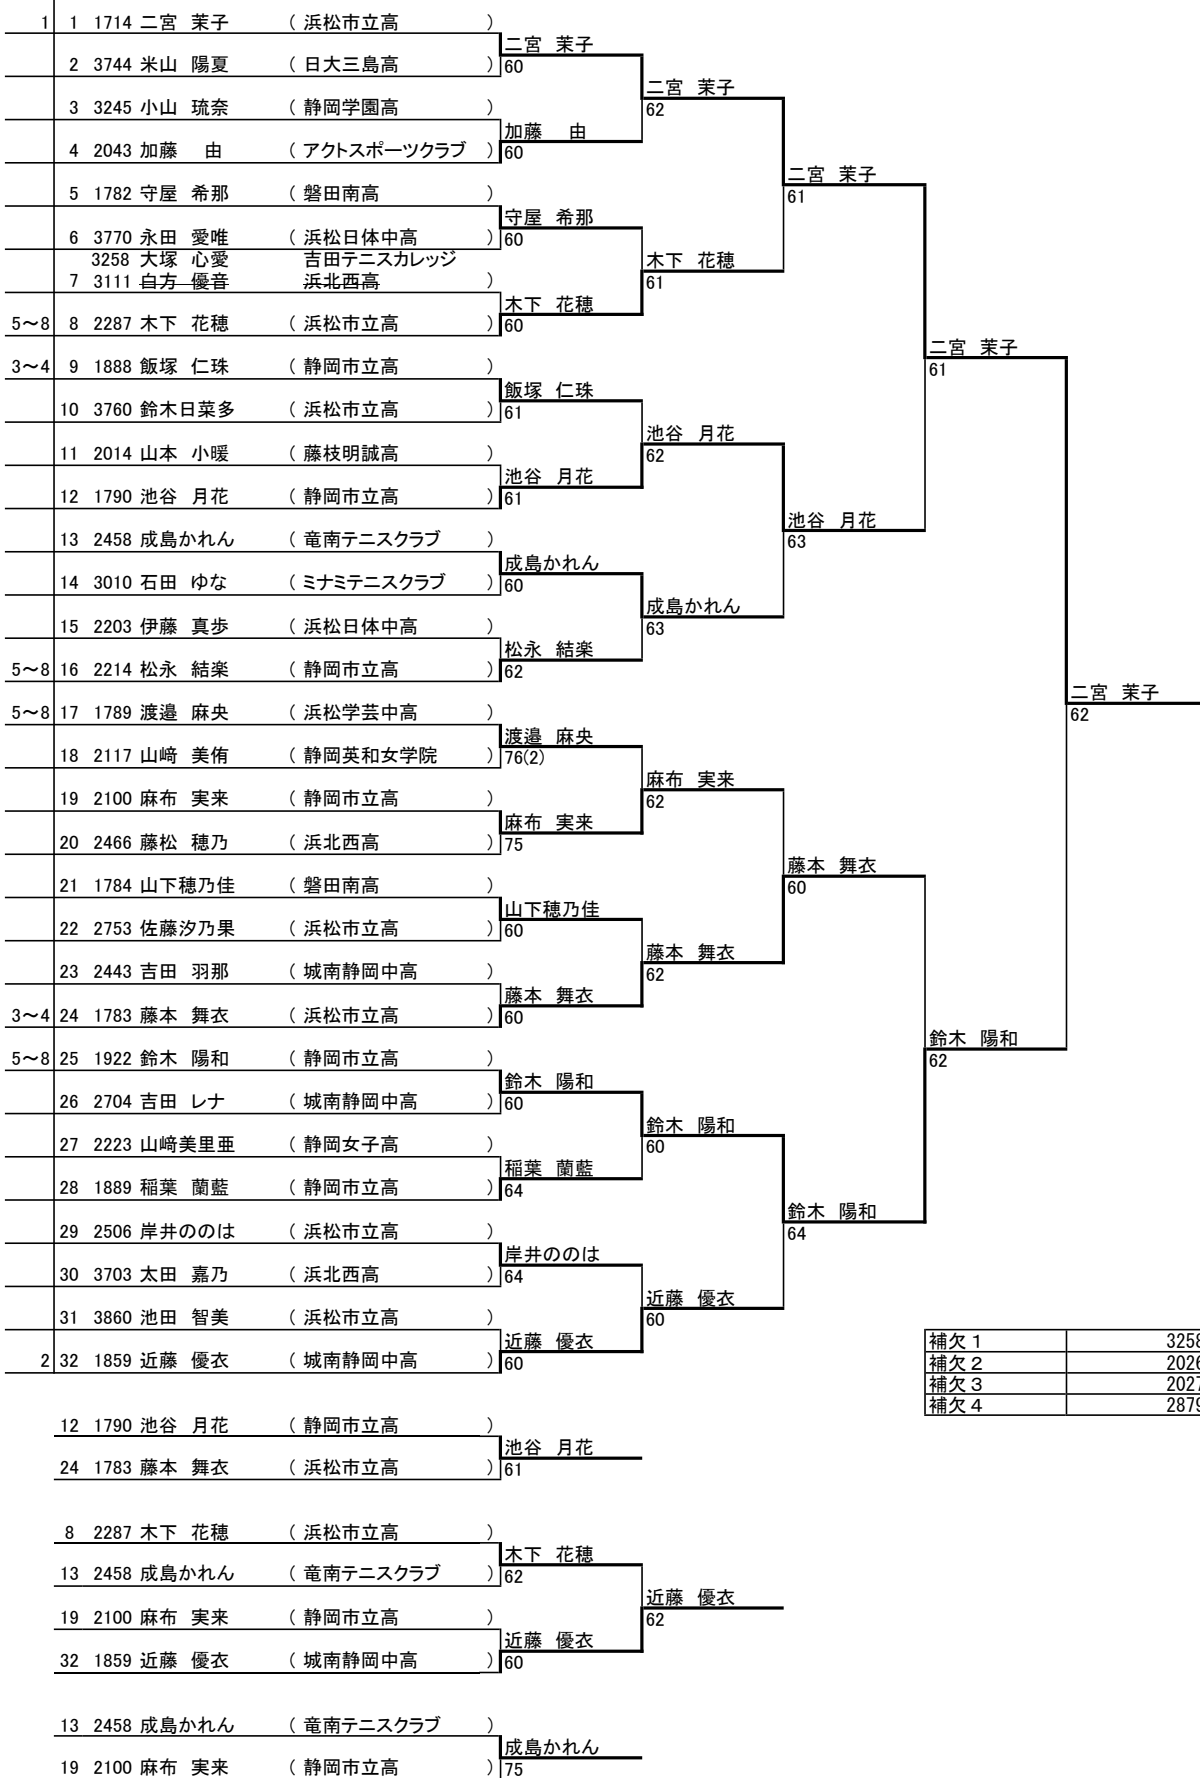 1 1 1714 二宮 茉子 ( 浜松市立高 )
二宮 茉子
2 3744 米山 陽夏 ( 日大三島高 ) 60
二宮 茉子
3 3245 小山 琉奈 ( 静岡学園高 ) 62
加藤 由
4 2043 加藤 由 ( アクトスポーツクラブ ) 60
二宮 茉子
5 1782 守屋 希那 ( 磐田南高 ) 61
守屋 希那
6 3770 永田 愛唯 ( 浜松日体中高 ) 60
3258 大塚 心愛 吉田テニスカレッジ 木下 花穂
7 3111 白方 優音 浜北西高 ) 61
木下 花穂
5~8 8 2287 木下 花穂 ( 浜松市立高 ) 60
二宮 茉子
3~4 9 1888 飯塚 仁珠 ( 静岡市立高 ) 61
飯塚 仁珠
10 3760 鈴木日菜多 ( 浜松市立高 ) 61
池谷 月花
11 2014 山本 小暖 ( 藤枝明誠高 ) 62
池谷 月花
12 1790 池谷 月花 ( 静岡市立高 ) 61
池谷 月花
13 2458 成島かれん ( 竜南テニスクラブ ) 63
成島かれん
14 3010 石田 ゆな ( ミナミテニスクラブ ) 60
成島かれん
15 2203 伊藤 真歩 ( 浜松日体中高 ) 63
松永 結楽
5~8 16 2214 松永 結楽 ( 静岡市立高 ) 62
二宮 茉子
5~8 17 1789 渡邉 麻央 ( 浜松学芸中高 ) 62
渡邉 麻央
18 2117 山﨑 美侑 ( 静岡英和女学院 ) 76(2)
麻布 実来
19 2100 麻布 実来 ( 静岡市立高 ) 62
麻布 実来
20 2466 藤松 穂乃 ( 浜北西高 ) 75
藤本 舞衣
21 1784 山下穂乃佳 ( 磐田南高 ) 60
山下穂乃佳
22 2753 佐藤汐乃果 ( 浜松市立高 ) 60
藤本 舞衣
23 2443 吉田 羽那 ( 城南静岡中高 ) 62
藤本 舞衣
3~4 24 1783 藤本 舞衣 ( 浜松市立高 ) 60
鈴木 陽和
5~8 25 1922 鈴木 陽和 ( 静岡市立高 ) 62
鈴木 陽和
26 2704 吉田 レナ ( 城南静岡中高 ) 60
鈴木 陽和
27 2223 山﨑美里亜 ( 静岡女子高 ) 60
稲葉 蘭藍
28 1889 稲葉 蘭藍 ( 静岡市立高 ) 64
鈴木 陽和
29 2506 岸井ののは ( 浜松市立高 ) 64
岸井ののは
30 3703 太田 嘉乃 ( 浜北西高 ) 64
近藤 優衣
31 3860 池田 智美 ( 浜松市立高 ) 60
近藤 優衣
2 32 1859 近藤 優衣 ( 城南静岡中高 ) 60
補欠1 3258
補欠2 2026
補欠3 2027
補欠4 2879
12 1790 池谷 月花 ( 静岡市立高 )
池谷 月花
24 1783 藤本 舞衣 ( 浜松市立高 ) 61
8 2287 木下 花穂 ( 浜松市立高 )
木下 花穂
13 2458 成島かれん ( 竜南テニスクラブ ) 62
近藤 優衣
19 2100 麻布 実来 ( 静岡市立高 ) 62
近藤 優衣
32 1859 近藤 優衣 ( 城南静岡中高 ) 60
13 2458 成島かれん ( 竜南テニスクラブ )
成島かれん
19 2100 麻布 実来 ( 静岡市立高 ) 75